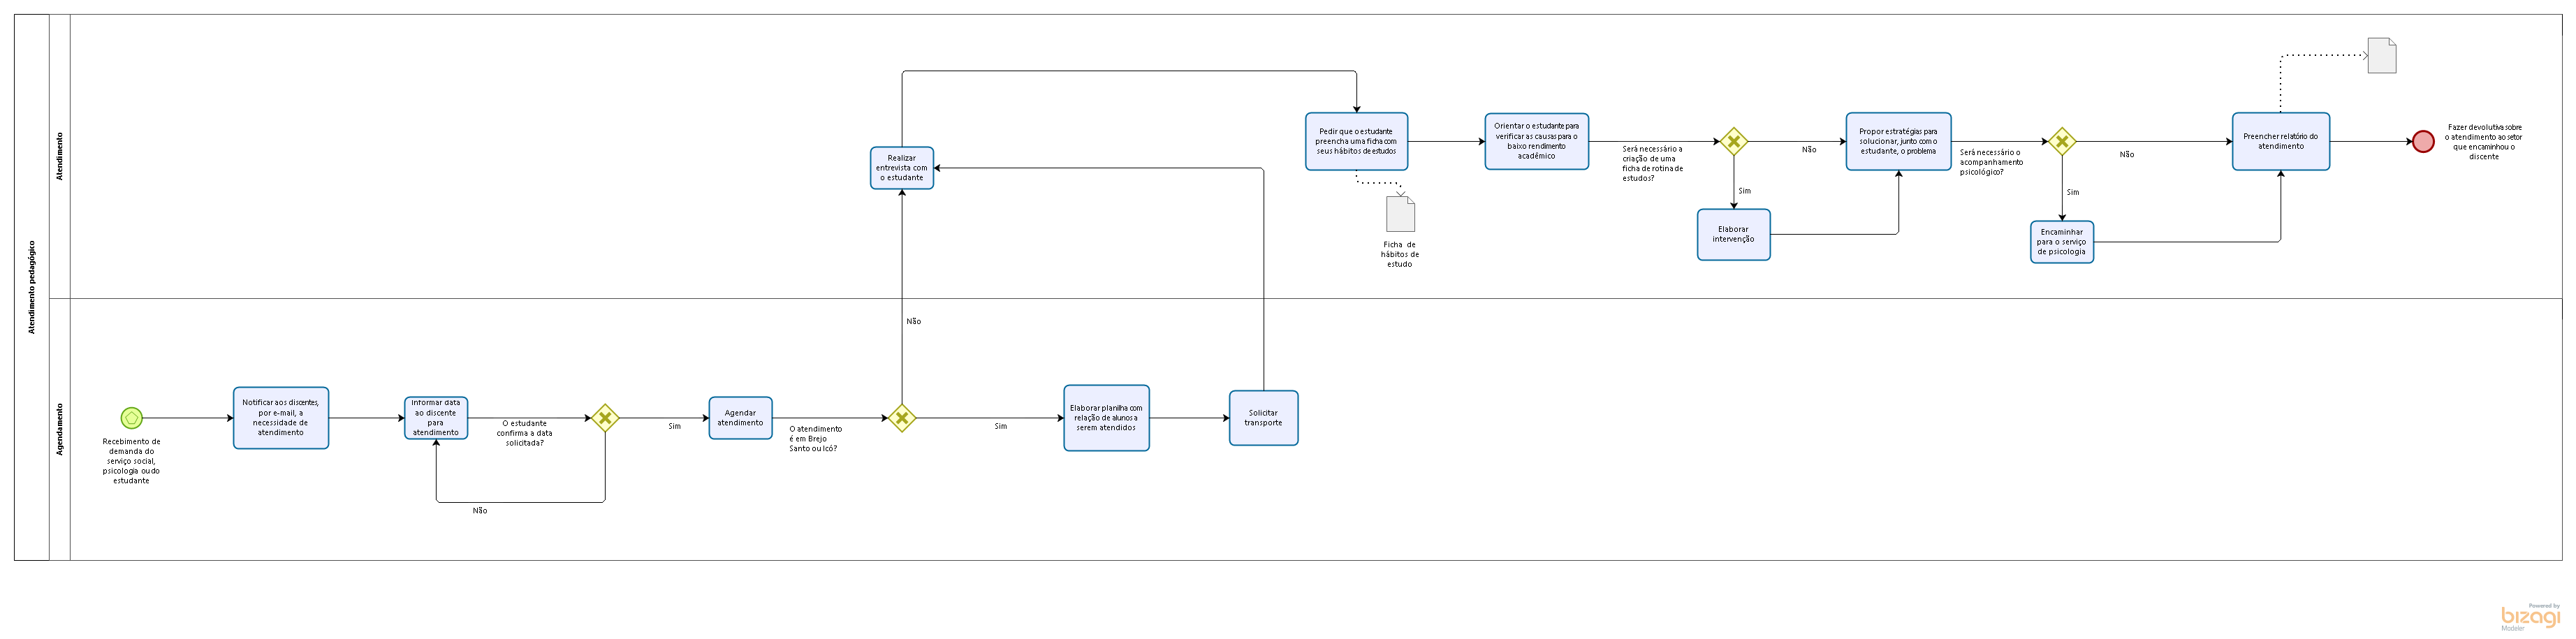 Atendimento pedagógico
Atendimento
Realizar
entrevista com
o estudante
Pedir que o estudante
preencha uma ficha com
seus hábitos de estudos
Ficha de
hábitos de
estudo
Orientar o estudante para
verificar as causas para o
baixo rendimento
acadêmico
Será necessário a
criação de uma
ficha de rotina de
estudos?
Não
Sim
Elaborar
intervenção
Propor estratégias para
solucionar, junto com o
estudante, o problema
Será necessário o
acompanhamento
psicológico?
Não
Sim
Encaminhar
para o serviço
de psicologia
Preencher relatório do
atendimento
Fazer devolutiva sobre
o atendimento ao setor
que encaminhou o
discente
Agendamento
Recebimento de
demanda do
serviço social,
psicologia ou do
estudante
Notificar aos discentes,
por e-mail, a
necessidade de
atendimento
Informar data
ao discente
para
atendimento
O estudante
confirma a data
solicitada?
Não
Sim
Agendar
atendimento
O atendimento
é em Brejo
Santo ou Icó?
Não
Sim
Elaborar planilha com
relação de alunos a
serem atendidos
Solicitar
transporte
Powered by
bizagi
Modeler